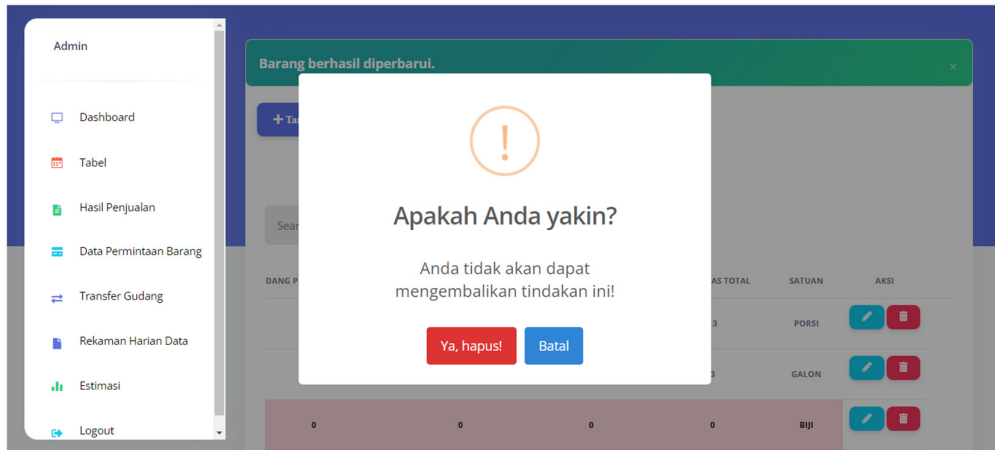 Admin
Dashboard
Tabel
Hasil Penjualan
Data Permintaan Barang
Transfer Gudang
Rekaman Harian Data
Estimasi
Logout
Barang berhasil diperbarui.
×
+
Apakah Anda yakin?
Anda tidak akan dapat
mengembalikan tindakan ini!
Ya, hapus! Batal
DANG P AS TOTAL SATUAN AKSI
3 PORSI
3 GALON
0 0 0 0 BIJI